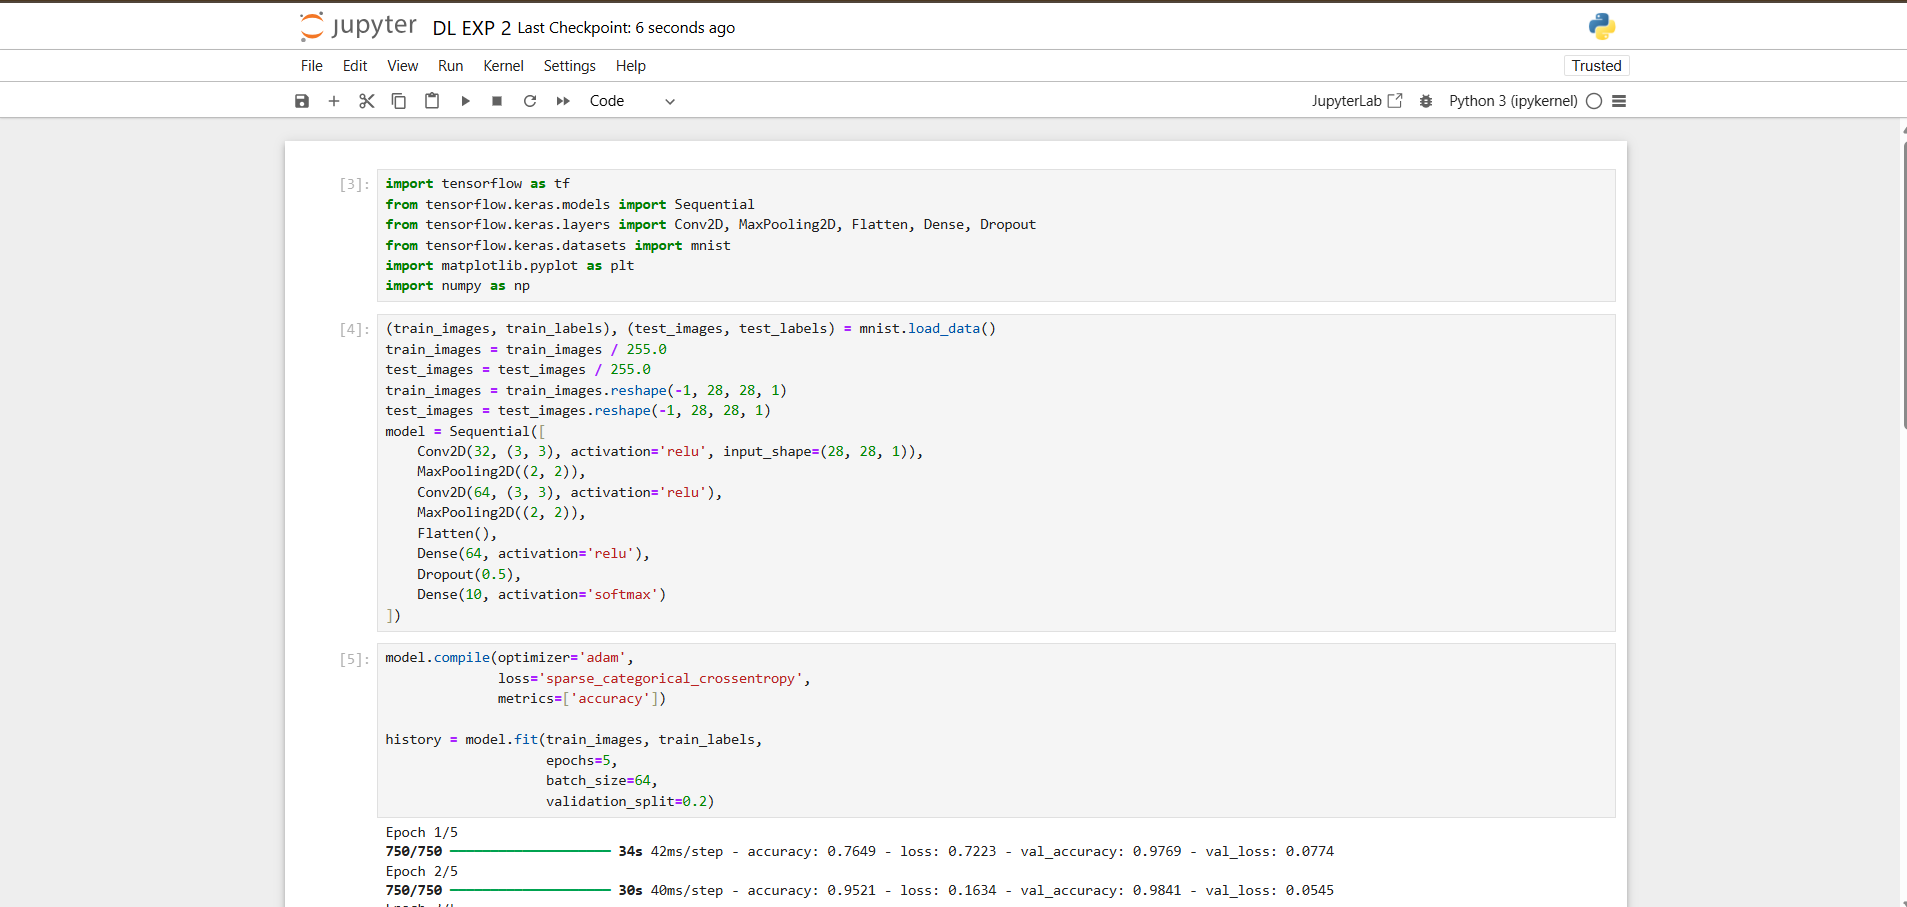 jupyter DL EXP 2 Last Checkpoint: 6 seconds ago
File Edit View Run Kernel Settings Help Trusted
Code JupyterLab Python 3 (ipykernel)
[3]: import tensorflow as tf
from tensorflow.keras.models import Sequential
from tensorflow.keras.layers import Conv2D, MaxPooling2D, Flatten, Dense, Dropout
from tensorflow.keras.datasets import mnist
import matplotlib.pyplot as plt
import numpy as np
[4]: (train_images, train_labels), (test_images, test_labels) = mnist.load_data()
train_images = train_images / 255.0
test_images = test_images / 255.0
train_images = train_images.reshape(-1, 28, 28, 1)
test_images = test_images.reshape(-1, 28, 28, 1)
model = Sequential([
    Conv2D(32, (3, 3), activation='relu', input_shape=(28, 28, 1)),
    MaxPooling2D((2, 2)),
    Conv2D(64, (3, 3), activation='relu'),
    MaxPooling2D((2, 2)),
    Flatten(),
    Dense(64, activation='relu'),
    Dropout(0.5),
    Dense(10, activation='softmax')
])
[5]: model.compile(optimizer='adam',
              loss='sparse_categorical_crossentropy',
              metrics=['accuracy'])
history = model.fit(train_images, train_labels,
                    epochs=5,
                    batch_size=64,
                    validation_split=0.2)
Epoch 1/5
750/750 34s 42ms/step - accuracy: 0.7649 - loss: 0.7223 - val_accuracy: 0.9769 - val_loss: 0.0774
Epoch 2/5
750/750 30s 40ms/step - accuracy: 0.9521 - loss: 0.1634 - val_accuracy: 0.9841 - val_loss: 0.0545